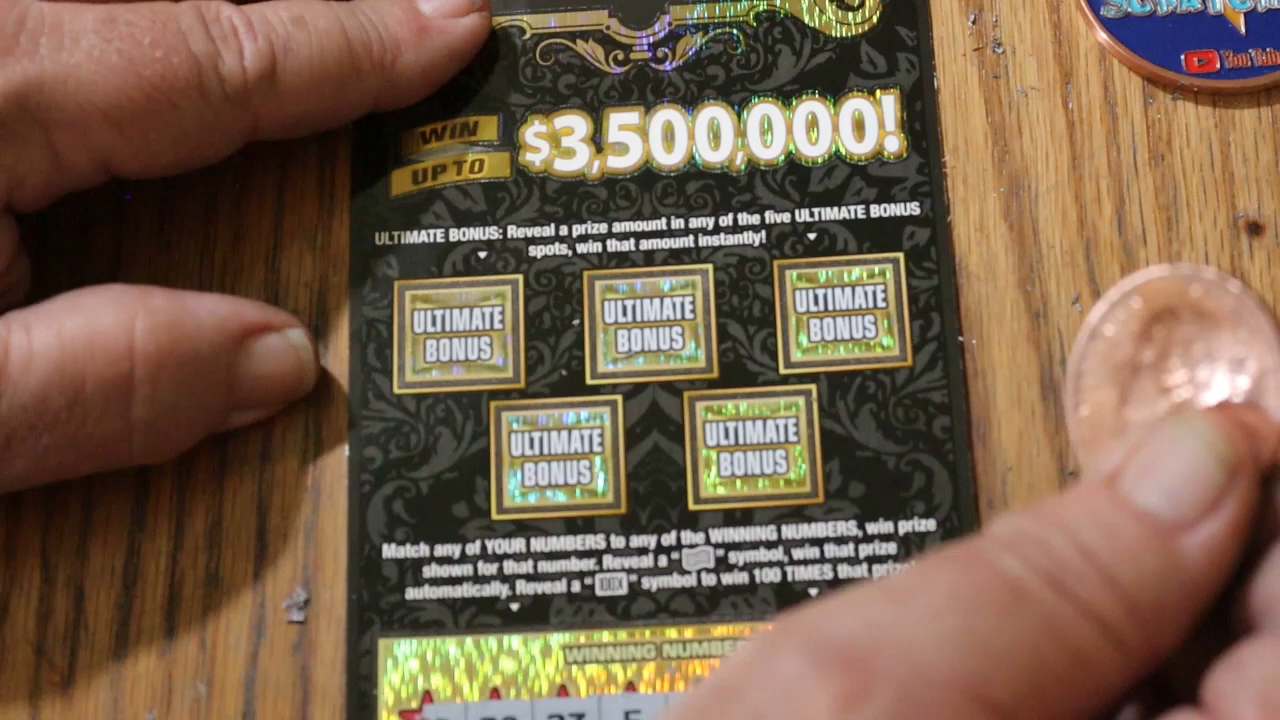 WIN
UP TO
$3,500,000!
ULTIMATE BONUS: Reveal a prize amount in any of the five ULTIMATE BONUS
spots, win that amount instantly!
ULTIMATE
BONUS
ULTIMATE
BONUS
ULTIMATE
BONUS
ULTIMATE
BONUS
ULTIMATE
BONUS
Match any of YOUR NUMBERS to any of the WINNING NUMBERS, win prize
shown for that number. Reveal a " " symbol, win that prize
automatically. Reveal a " " symbol to win 100 TIMES that
WINNING
YouTube